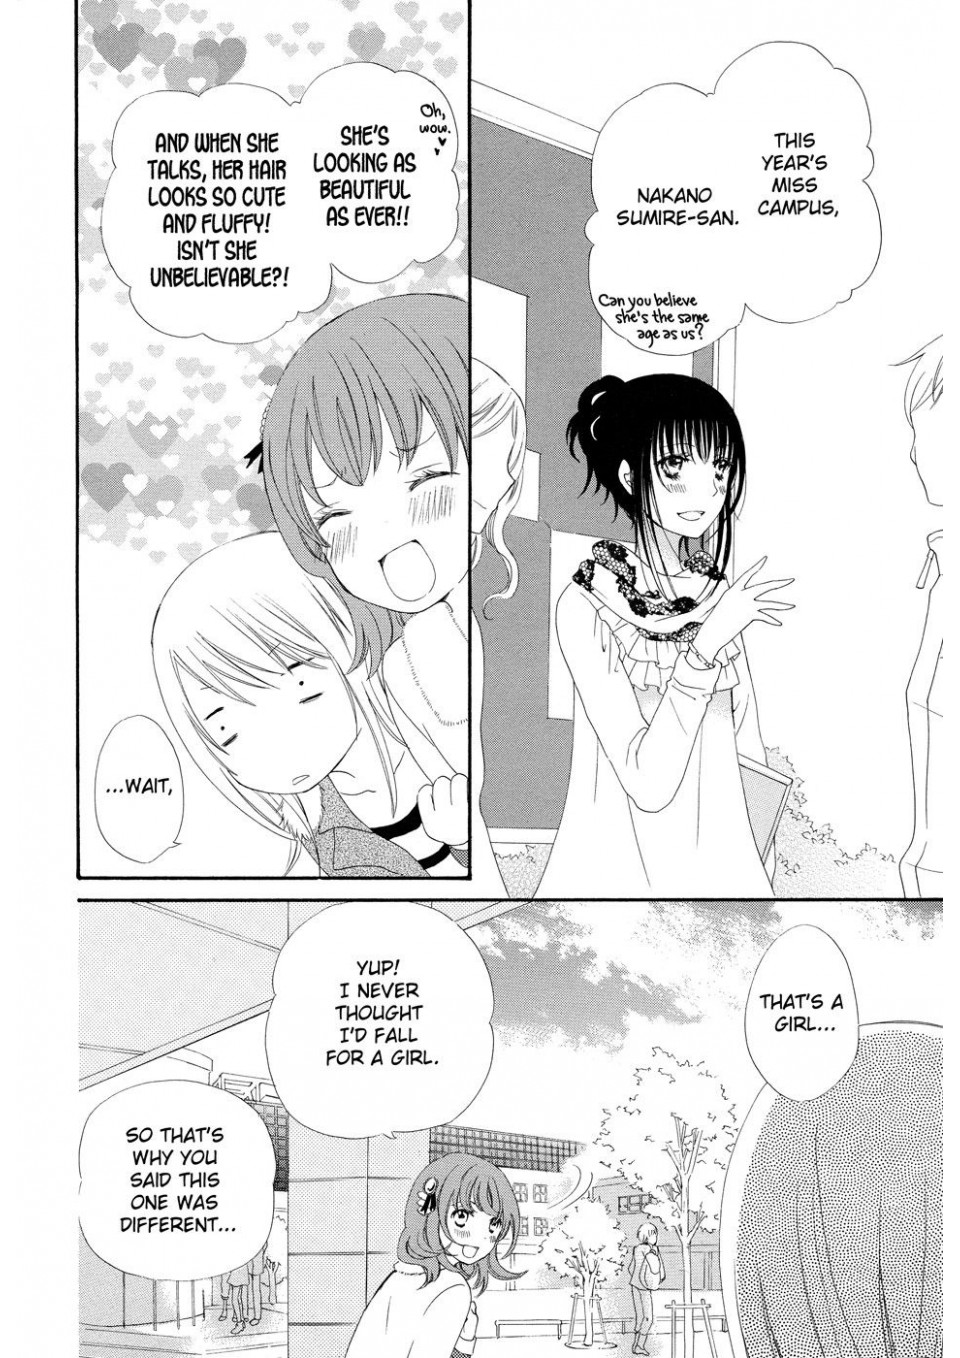 THIS
YEAR'S
MISS
CAMPUS,
NAKANO
SUMIRE-SAN.
Can you believe
she's the same
age as us?
Oh,
wow.
SHE'S
LOOKING AS
BEAUTIFUL
AS EVER!!
AND WHEN SHE
TALKS, HER HAIR
LOOKS SO CUTE
AND FLUFFY!
ISN'T SHE
UNBELIEVABLE?!
...WAIT,
THAT'S A
GIRL...
YUP!
I NEVER
THOUGHT
I'D FALL
FOR A GIRL.
SO THAT'S
WHY YOU
SAID THIS
ONE WAS
DIFFERENT...